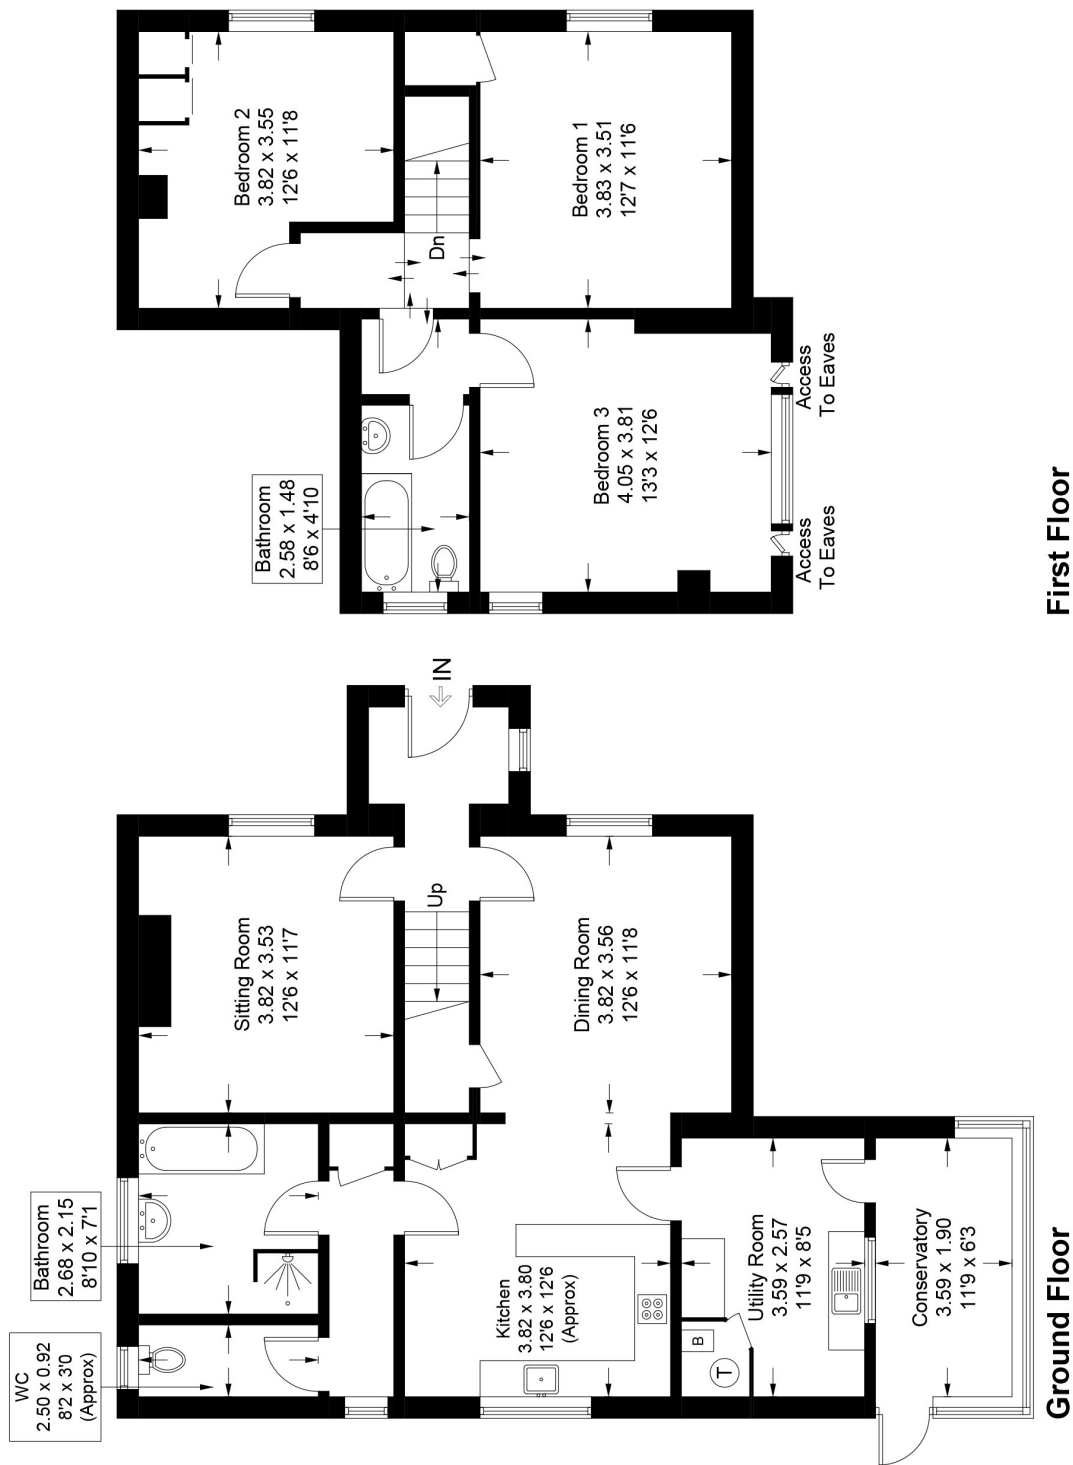 WC
2.50 x 0.92
8'2 x 3'0
(Approx)
Bathroom
2.68 x 2.15
8'10 x 7'1
Sitting Room
3.82 x 3.53
12'6 x 11'7
Up
IN
Kitchen
3.82 x 3.80
12'6 x 12'6
(Approx)
Dining Room
3.82 x 3.56
12'6 x 11'8
B
T
Utility Room
3.59 x 2.57
11'9 x 8'5
Conservatory
3.59 x 1.90
11'9 x 6'3
Ground Floor
Bathroom
2.58 x 1.48
8'6 x 4'10
Bedroom 2
3.82 x 3.55
12'6 x 11'8
Dn
Bedroom 3
4.05 x 3.81
13'3 x 12'6
Bedroom 1
3.83 x 3.51
12'7 x 11'6
Access
To Eaves
Access
To Eaves
First Floor